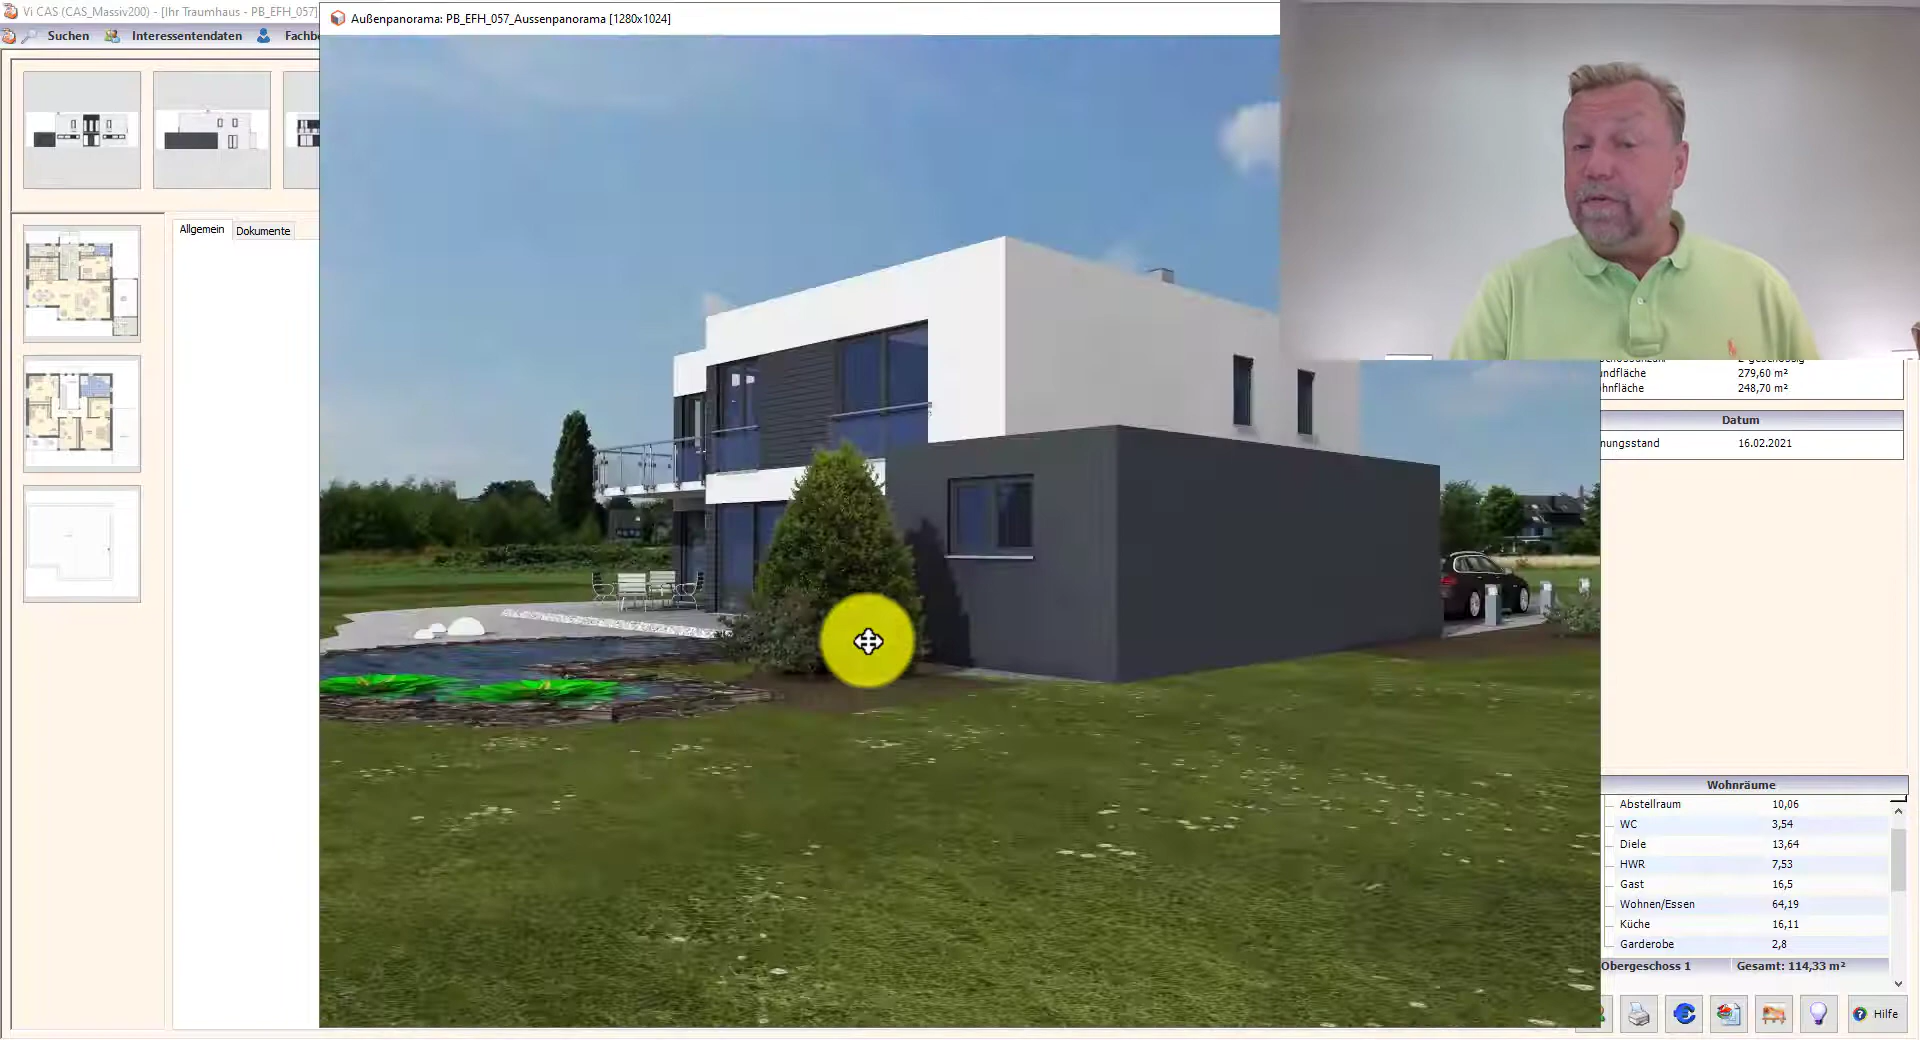 Vi CAS (CAS_Massiv200) - [Ihr Traumhaus - PB_EFH_057]
Außenpanorama: PB_EFH_057_Aussenpanorama [1280x1024]
Suchen
Interessentendaten
Allgemein
Dokumente
2-geschossig
279,60 m²
248,70 m²
Datum
16.02.2021
Wohnräume
Abstellraum 10,06
WC 3,54
Diele 13,64
HWR 7,53
Gast 16,5
Wohnen/Essen 64,19
Küche 16,11
Garderobe 2,8
Obergeschoss 1 Gesamt: 114,33 m²
Hilfe